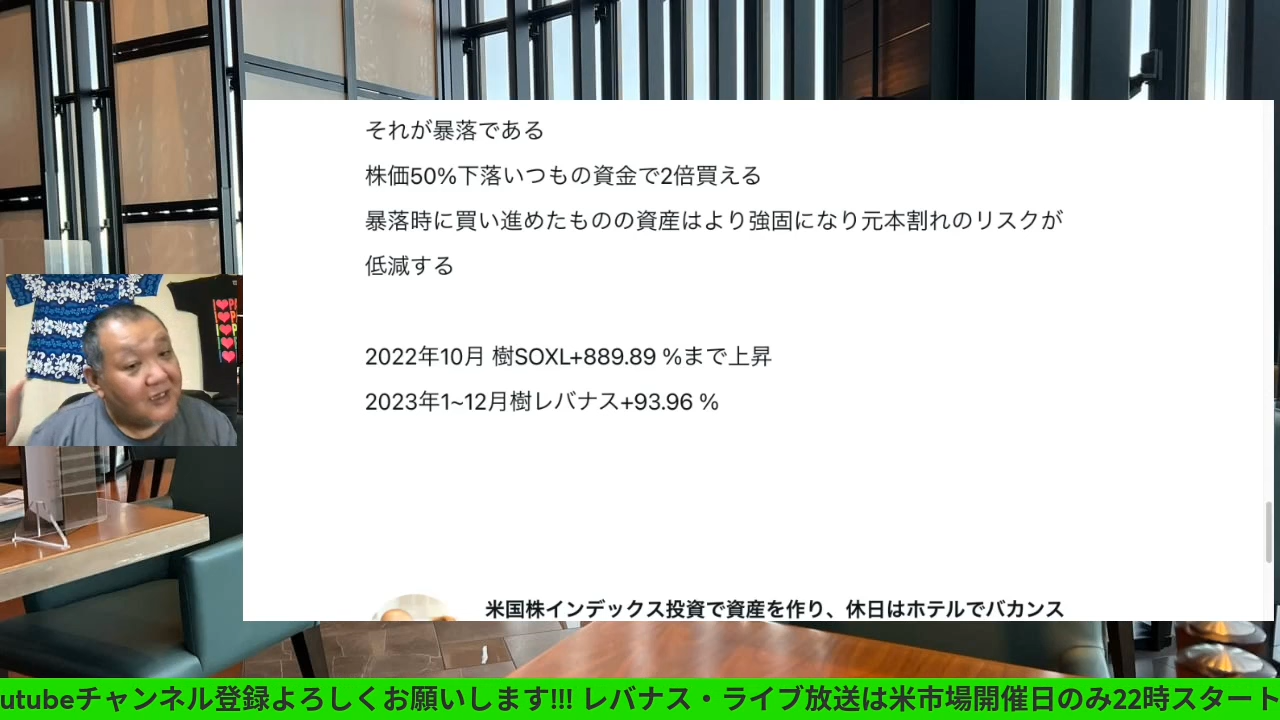 それが暴落である
株価50%下落いつもの資金で2倍買える
暴落時に買い進めたものの資産はより強固になり元本割れのリスクが
低減する
2022年10月 樹SOXL+889.89 %まで上昇
2023年1~12月樹レバナス+93.96 %
米国株インデックス投資で資産を作り、休日はホテルでバカンス
utubeチャンネル登録よろしくお願いします!!! レバナス・ライブ放送は米市場開催日のみ22時スタート